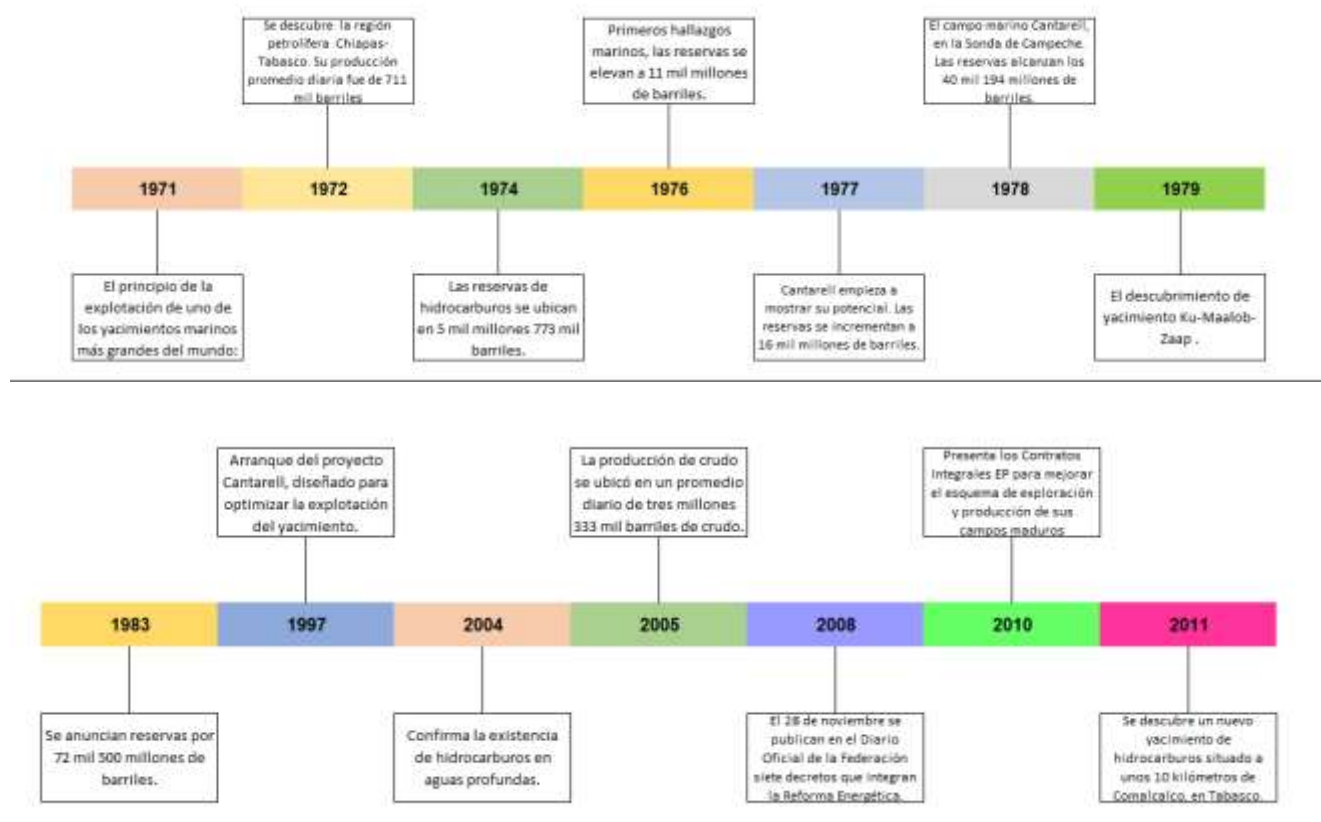 Se descubre la región
petrolífera Chiapas-
Tabasco. Su producción
promedio diaria fue de 711
mil barriles
Primeros hallazgos
marinos, las reservas se
elevan a 11 mil millones
de barriles.
El campo marino Cantarell,
en la Sonda de Campeche.
Las reservas alcanzan los
40 mil 194 millones de
barriles.
1971
1972
1974
1976
1977
1978
1979
El principio de la
explotación de uno de
los yacimientos marinos
más grandes del mundo:
Las reservas de
hidrocarburos se ubican
en 5 mil millones 773 mil
barriles.
Cantarell empieza a
mostrar su potencial. Las
reservas se incrementan a
16 mil millones de barriles.
El descubrimiento de
yacimiento Ku-Maalob-
Zaap .
Arranque del proyecto
Cantarell, diseñado para
optimizar la explotación
del yacimiento.
La producción de crudo
se ubicó en un promedio
diario de tres millones
333 mil barriles de crudo.
Presenta los Contratos
Integrales EP para mejorar
el esquema de exploración
y producción de sus
campos maduros
1983
1997
2004
2005
2008
2010
2011
Se anuncian reservas por
72 mil 500 millones de
barriles.
Confirma la existencia
de hidrocarburos en
aguas profundas.
El 28 de noviembre se
publican en el Diario
Oficial de la Federación
siete decretos que integran
la Reforma Energética.
Se descubre un nuevo
yacimiento de
hidrocarburos situado a
unos 10 kilómetros de
Comalcalco, en Tabasco.